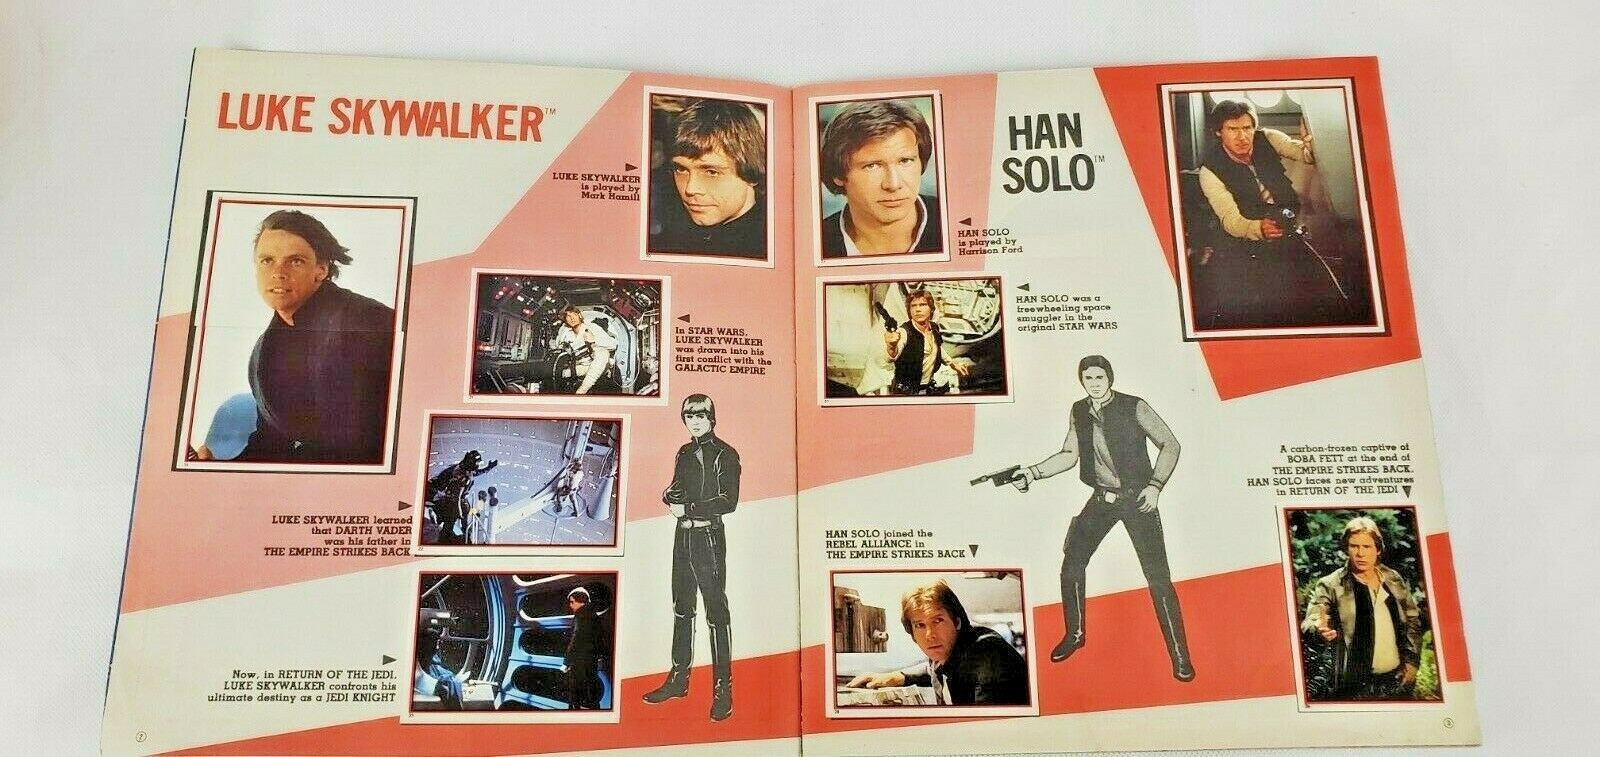 LUKE SKYWALKER™
LUKE SKYWALKER
is played by
Mark Hamill
In STAR WARS,
LUKE SKYWALKER
was drawn into his
first conflict with the
GALACTIC EMPIRE
LUKE SKYWALKER learned
that DARTH VADER
was his father in
THE EMPIRE STRIKES BACK
Now, in RETURN OF THE JEDI,
LUKE SKYWALKER confronts his
ultimate destiny as a JEDI KNIGHT
2
HAN
SOLO™
HAN SOLO
is played by
Harrison Ford
HAN SOLO was a
freewheeling space
smuggler in the
original STAR WARS
HAN SOLO joined the
REBEL ALLIANCE in
THE EMPIRE STRIKES BACK
A carbon-frozen captive of
BOBA FETT at the end of
THE EMPIRE STRIKES BACK,
HAN SOLO faces new adventures
in RETURN OF THE JEDI
3